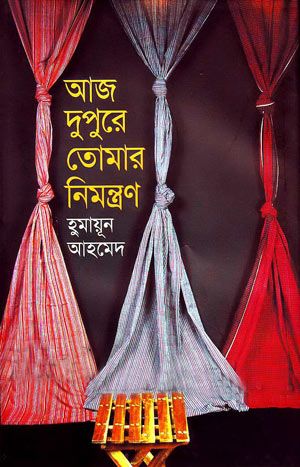 আজ
দুপুরে
তোমার
নিমন্ত্রণ
হুমায়ূন
আহমেদ